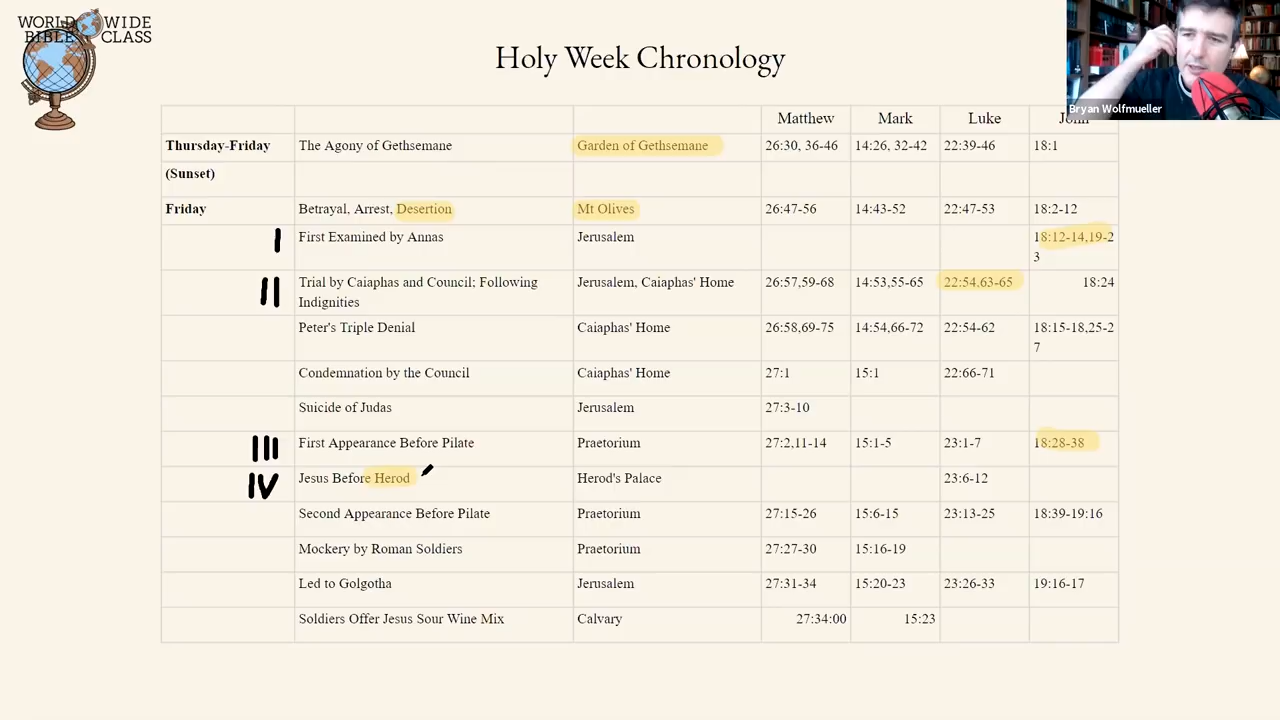 WORLD WIDE
BIBLE CLASS
Holy Week Chronology
Bryan Wolfmueller
Matthew Mark Luke John
Thursday-Friday The Agony of Gethsemane Garden of Gethsemane 26:30, 36-46 14:26, 32-42 22:39-46 18:1
(Sunset)
Friday Betrayal, Arrest, Desertion Mt Olives 26:47-56 14:43-52 22:47-53 18:2-12
I First Examined by Annas Jerusalem 18:12-14,19-2
3
II Trial by Caiaphas and Council; Following Jerusalem, Caiaphas' Home 26:57,59-68 14:53,55-65 22:54,63-65 18:24
Indignities
Peter's Triple Denial Caiaphas' Home 26:58,69-75 14:54,66-72 22:54-62 18:15-18,25-2
7
Condemnation by the Council Caiaphas' Home 27:1 15:1 22:66-71
Suicide of Judas Jerusalem 27:3-10
III First Appearance Before Pilate Praetorium 27:2,11-14 15:1-5 23:1-7 18:28-38
IV Jesus Before Herod Herod's Palace 23:6-12
Second Appearance Before Pilate Praetorium 27:15-26 15:6-15 23:13-25 18:39-19:16
Mockery by Roman Soldiers Praetorium 27:27-30 15:16-19
Led to Golgotha Jerusalem 27:31-34 15:20-23 23:26-33 19:16-17
Soldiers Offer Jesus Sour Wine Mix Calvary 27:34:00 15:23